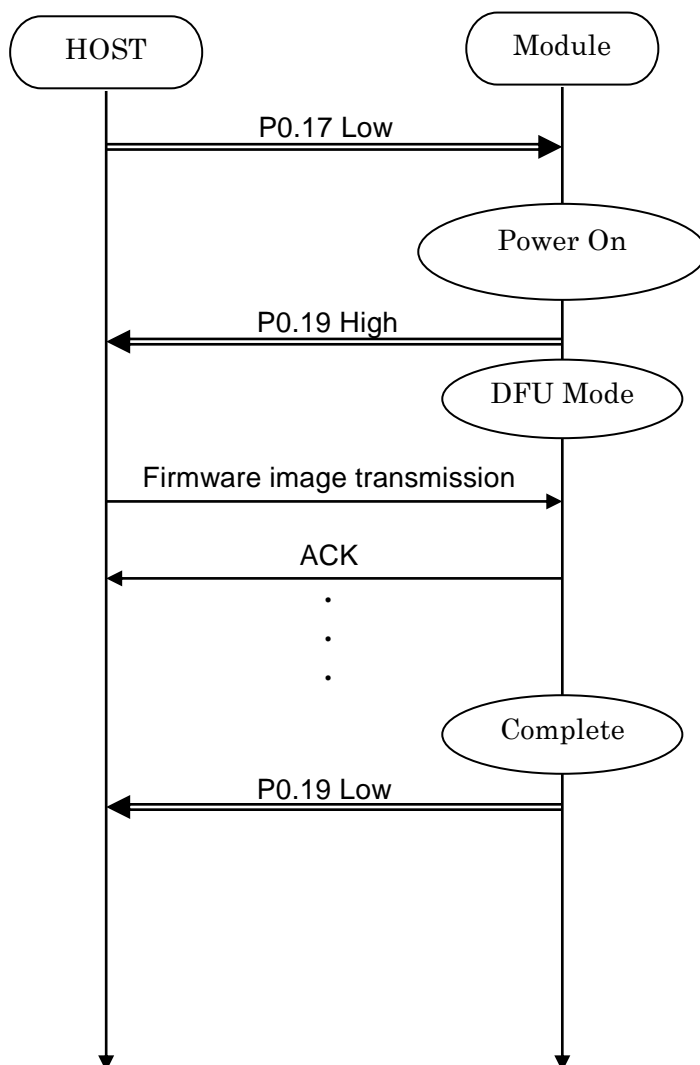 HOST
Module
P0.17 Low
Power On
P0.19 High
DFU Mode
Firmware image transmission
ACK
Complete
P0.19 Low